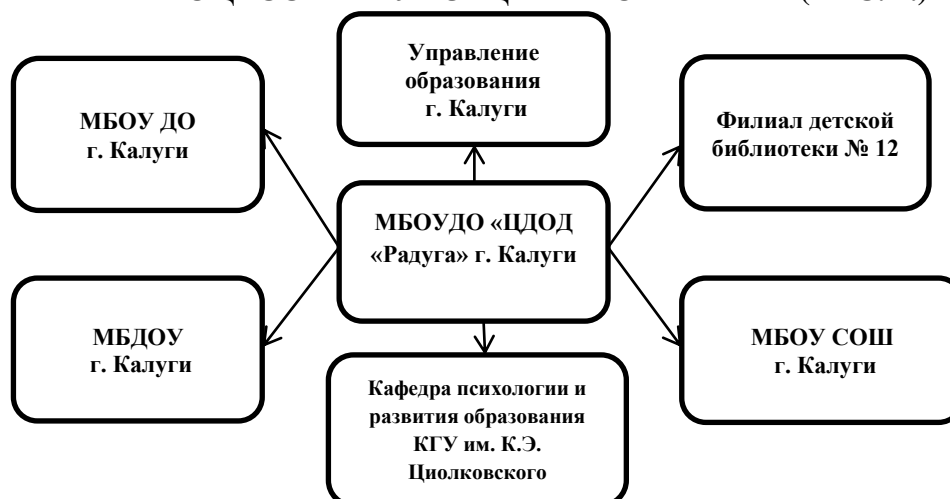 Управление
образования
г. Калуги
МБОУ ДО
г. Калуги
Филиал детской
библиотеки № 12
МБОУДО «ЦДОД
«Радуга» г. Калуги
МБДОУ
г. Калуги
МБОУ СОШ
г. Калуги
Кафедра психологии и
развития образования
КГУ им. К.Э.
Циолковского